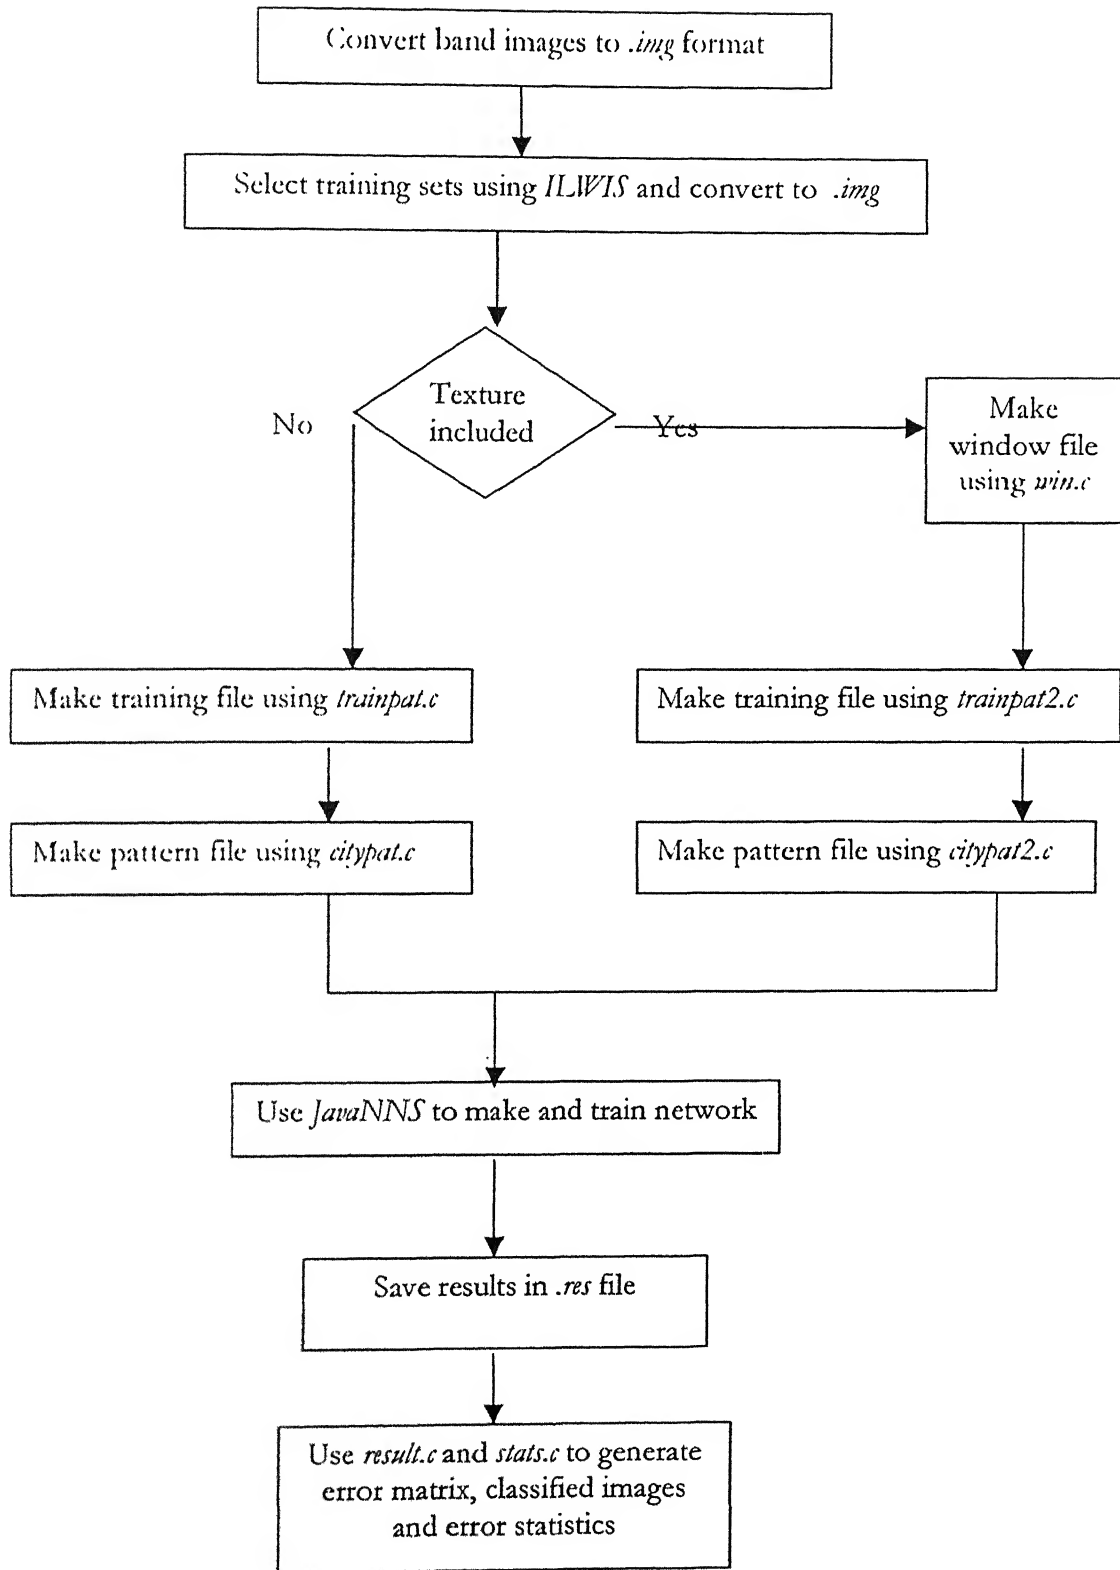 Convert band images to .img format
Select training sets using ILWIS and convert to .img
Texture
included
No
Yes
Make
window file
using win.c
Make training file using trainpat.c
Make training file using trainpat2.c
Make pattern file using citypat.c
Make pattern file using citypat2.c
Use JavaNNS to make and train network
Save results in .res file
Use result.c and stats.c to generate
error matrix, classified images
and error statistics